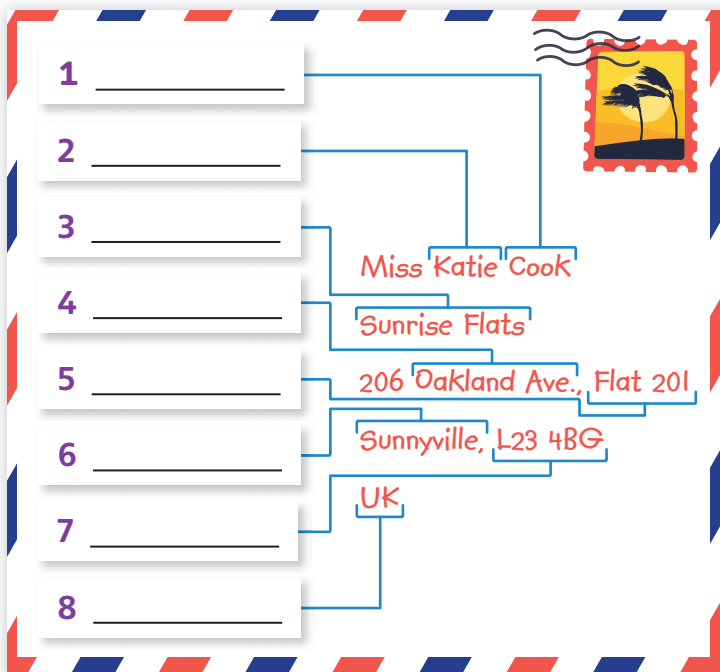 1
2
3
4
5
6
7
8
Miss Katie Cook
Sunrise Flats
206 Oakland Ave., Flat 201
Sunnyville, L23 4BG
UK